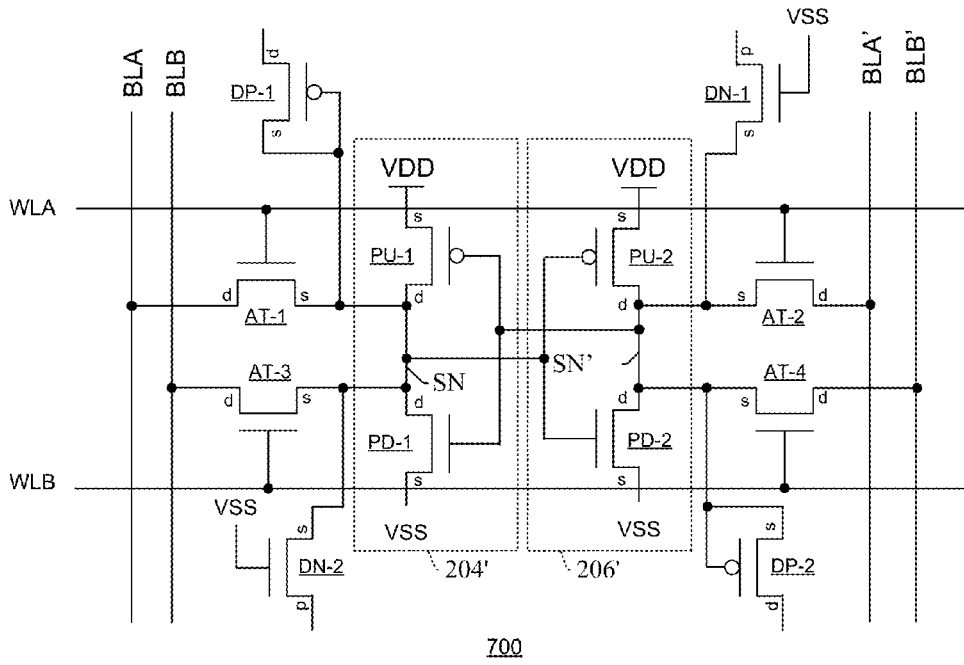 BLA
BLB
d
DP-1
s
VSS
p
DN-1
s
BLA'
BLB'
VDD
VDD
WLA
s
s
PU-1
PU-2
d
s
d
d
s
d
AT-1
AT-2
AT-3
SN
SN'
AT-4
d
s
d
d
s
d
PD-1
PD-2
WLB
s
s
VSS
VSS
VSS
s
s
DN-2
204'
206'
DP-2
p
d
700